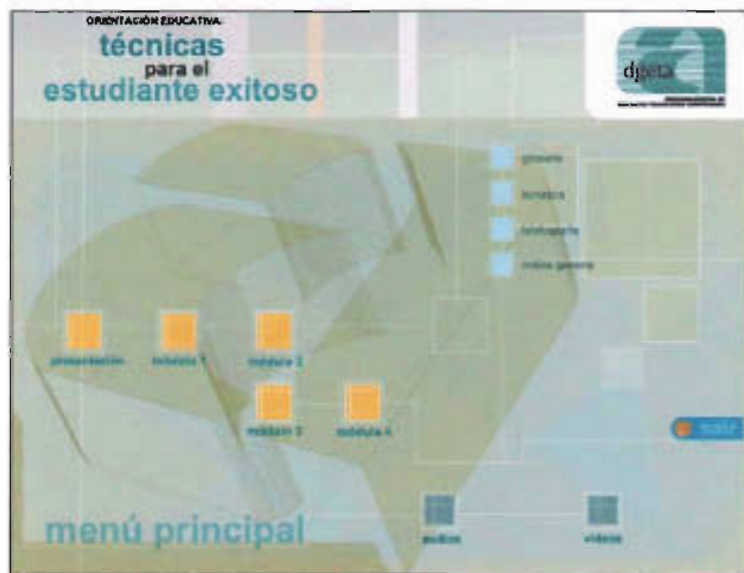 ORIENTACIÓN EDUCATIVA:
técnicas
para el
estudiante exitoso
dgeta
glosario
temática
índice general
presentación
módulo 1
módulo 2
módulo 3
módulo 4
salir
menú principal
audios
videos